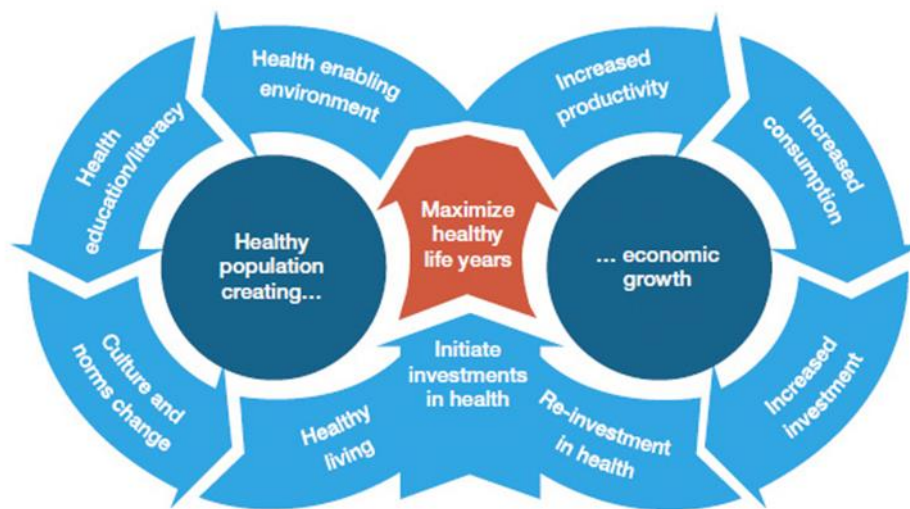 Health enabling
environment
Health
education/literacy
Culture and
norms change
Healthy
living
Healthy
population
creating...
Initiate
investments
in health
Maximize
healthy
life years
Increased
productivity
Increased
consumption
Increased
investment
Re-investment
in health
... economic
growth